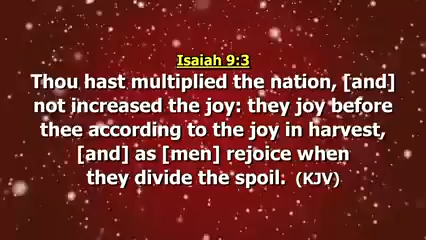 Isaiah 9:3
Thou hast multiplied the nation, [and]
not increased the joy: they joy before
thee according to the joy in harvest,
[and] as [men] rejoice when
they divide the spoil. (KJV)